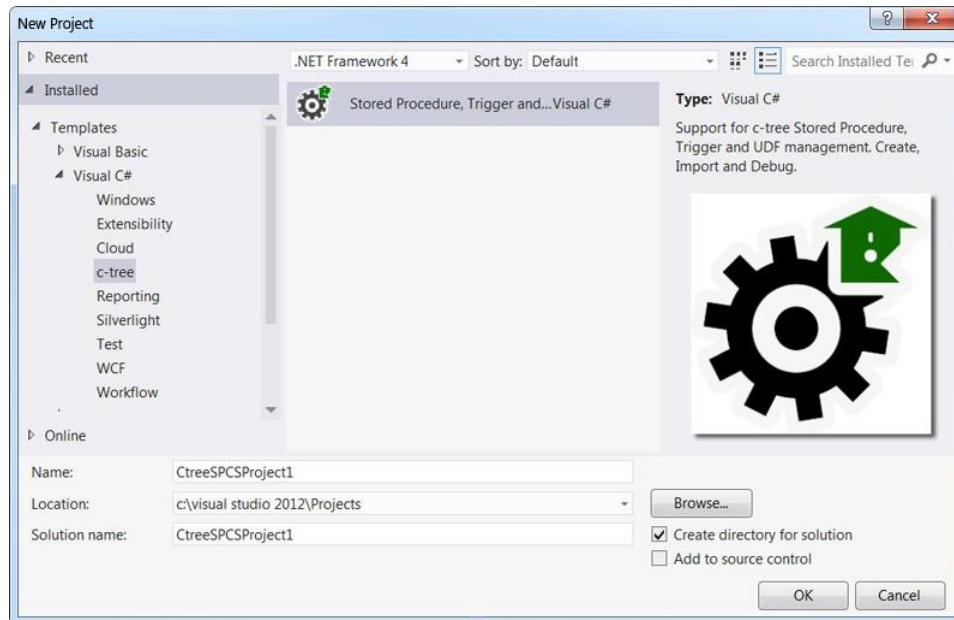 New Project
Recent
.NET Framework 4 Sort by: Default Search Installed Te
Installed
Templates
Visual Basic
Visual C#
Windows
Extensibility
Cloud
c-tree
Reporting
Silverlight
Test
WCF
Workflow
Online
Stored Procedure, Trigger and...Visual C#
Type: Visual C#
Support for c-tree Stored Procedure,
Trigger and UDF management. Create,
Import and Debug.
Name: CtreeSPCSProject1
Location: c:\visual studio 2012\Projects Browse...
Solution name: CtreeSPCSProject1
Create directory for solution
Add to source control
OK Cancel